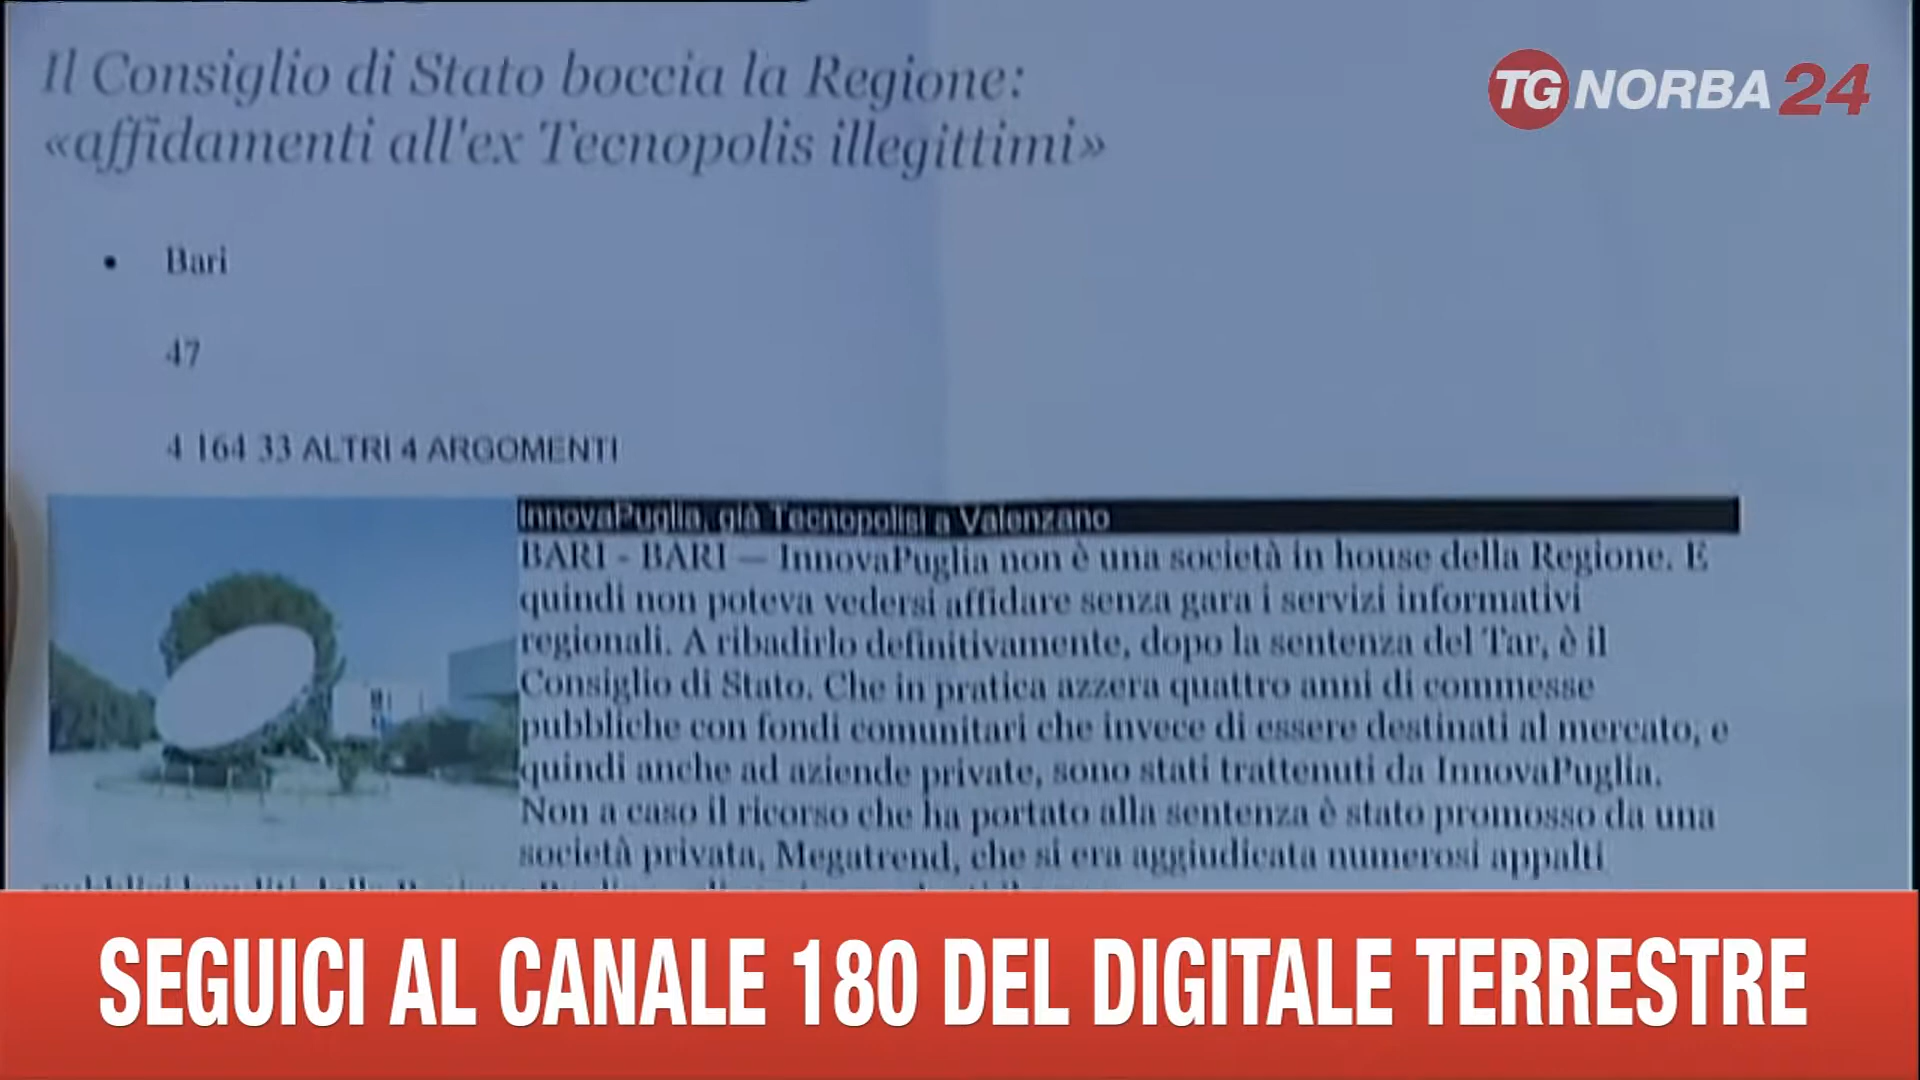 Il Consiglio di Stato boccia la Regione:
«affidamenti all'ex Tecnopolis illegittimi»
TG NORBA 24
• Bari
47
4 164 33 ALTRI 4 ARGOMENTI
InnovaPuglia, già Tecnopolisi a Valenzano
BARI - BARI — InnovaPuglia non è una società in house della Regione. E
quindi non poteva vedersi affidare senza gara i servizi informativi
regionali. A ribadirlo definitivamente, dopo la sentenza del Tar, è il
Consiglio di Stato. Che in pratica azzera quattro anni di commesse
pubbliche con fondi comunitari che invece di essere destinati al mercato, e
quindi anche ad aziende private, sono stati trattenuti da InnovaPuglia.
Non a caso il ricorso che ha portato alla sentenza è stato promosso da una
società privata, Megatrend, che si era aggiudicata numerosi appalti
SEGUICI AL CANALE 180 DEL DIGITALE TERRESTRE